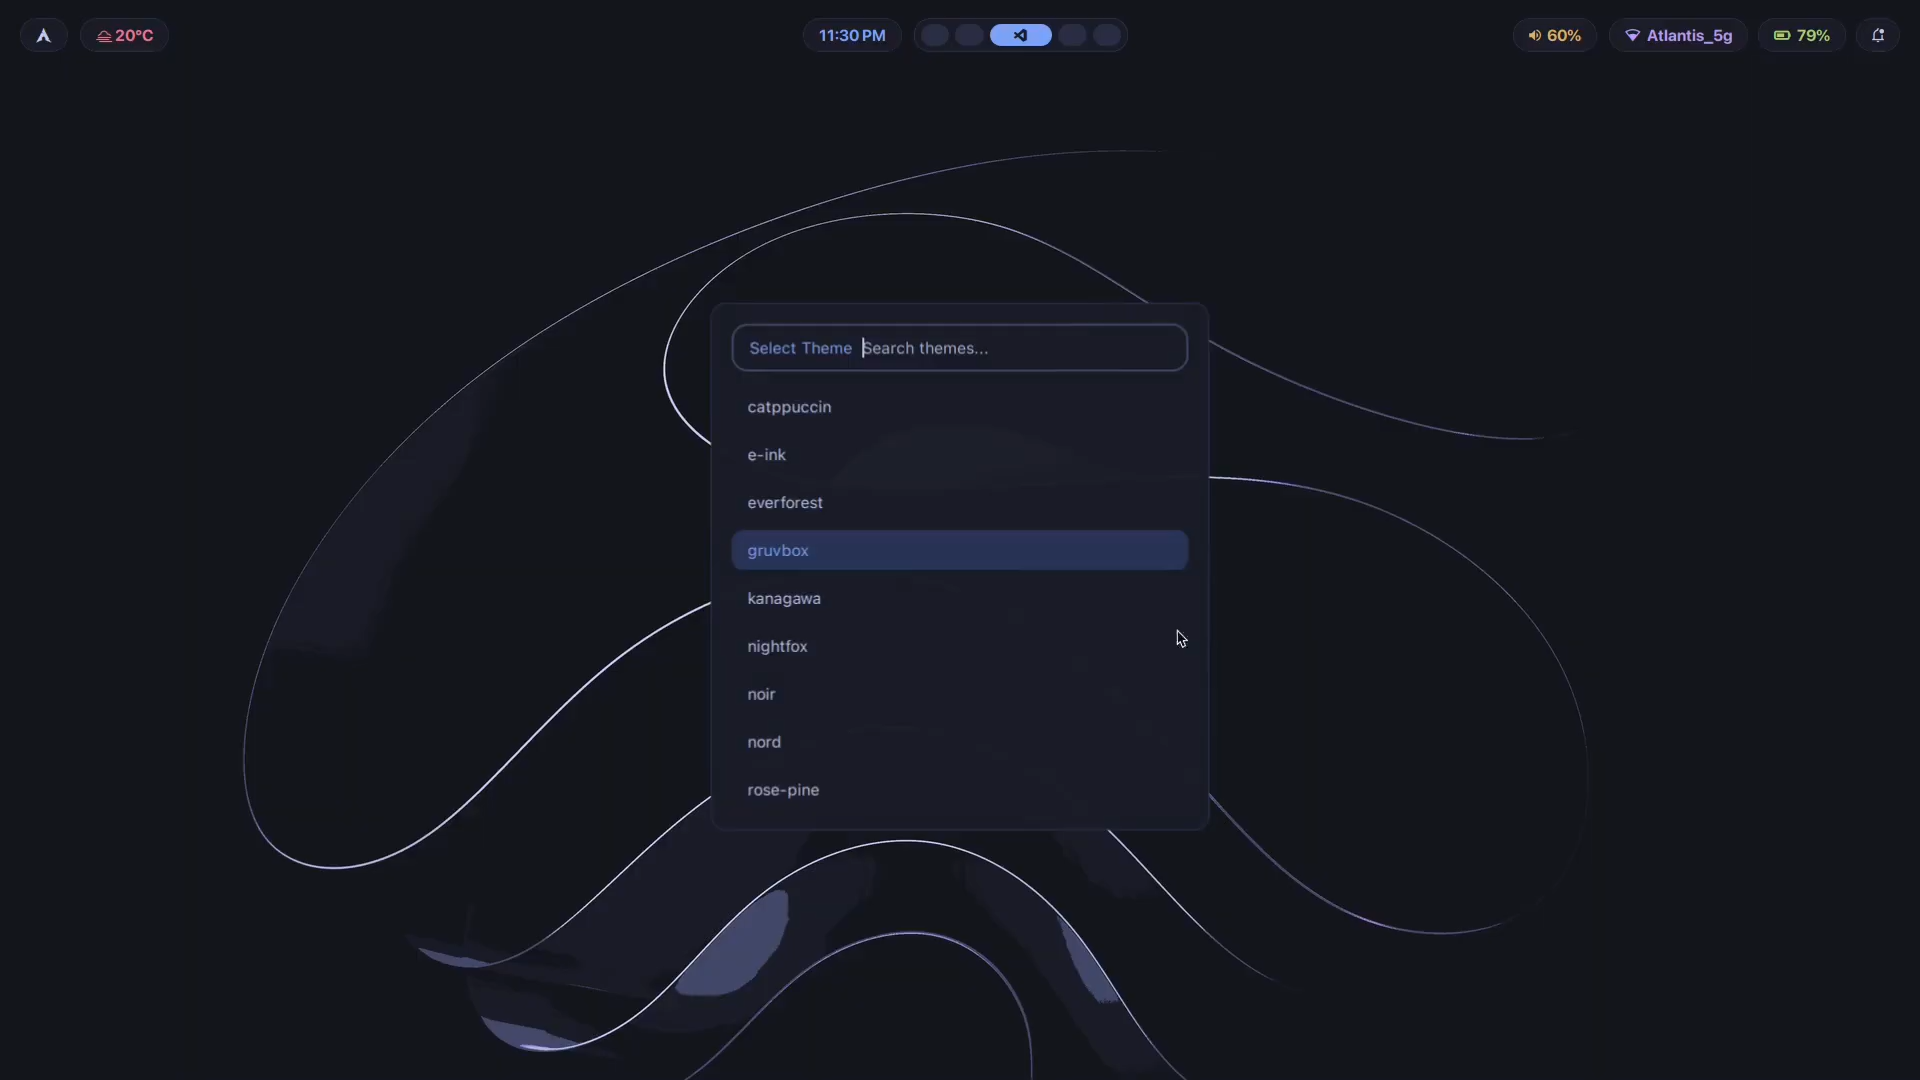 20°C
11:30 PM
60%
Atlantis_5g
79%
Select Theme Search themes...
catppuccin
e-ink
everforest
gruvbox
kanagawa
nightfox
noir
nord
rose-pine